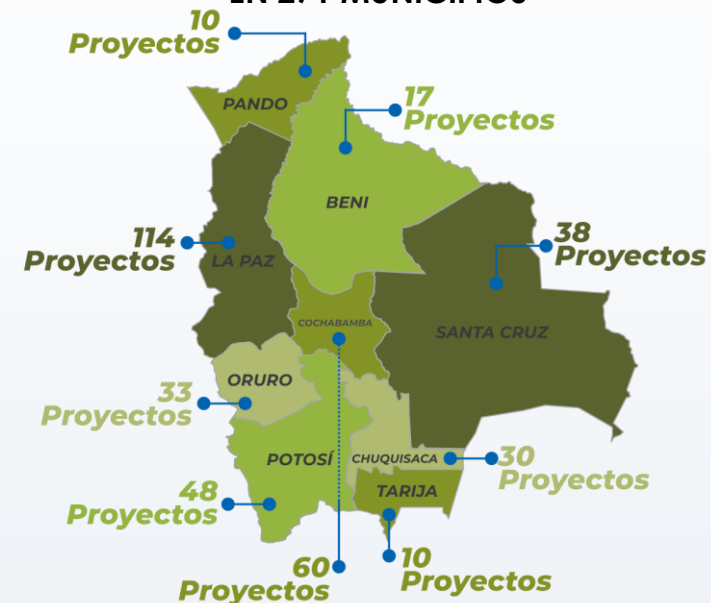 10
Proyectos
PANDO
17
Proyectos
BENI
114
Proyectos
LA PAZ
38
Proyectos
COCHABAMBA
SANTA CRUZ
ORURO
33
Proyectos
POTOSÍ
CHUQUISACA
30
Proyectos
TARIJA
48
Proyectos
60
Proyectos
10
Proyectos